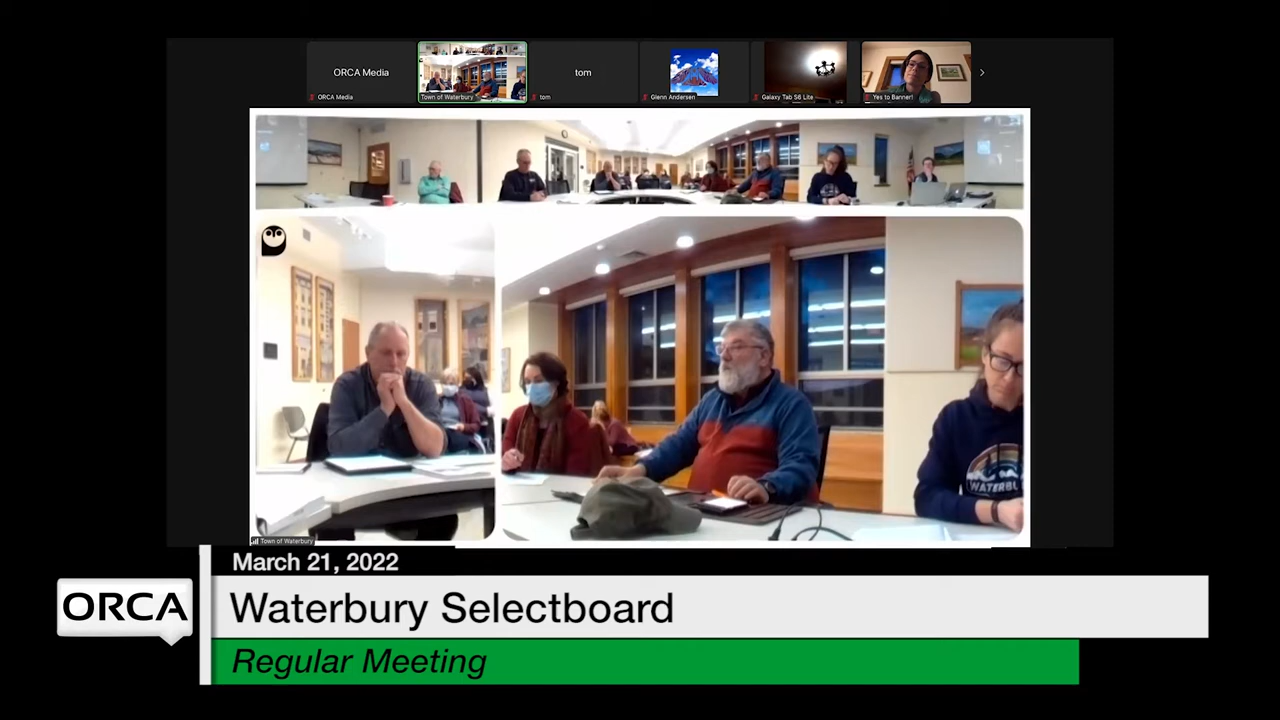 ORCA Media
tom
ORCA Media
Town of Waterbury
tom
Glenn Andersen
Galaxy Tab S6 Lite
Yes to Banner!
WATERBU
Town of Waterbury
March 21, 2022
ORCA
Waterbury Selectboard
Regular Meeting